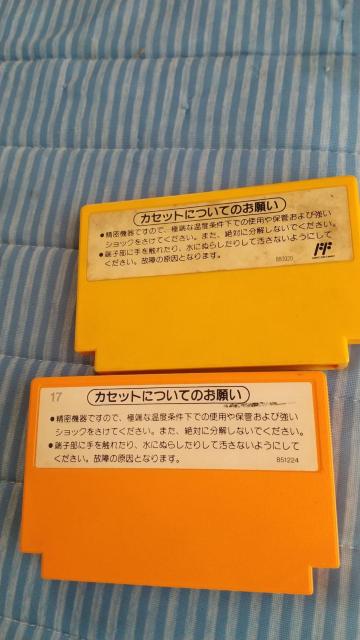 カセットについてのお願い
●精密機器ですので、極端な温度条件下での使用や保管および強い
ショックをさけてください。また、絶対に分解しないでください。
●端子部に手を触れたり、水にぬらしたりして汚さないようにして
ください。故障の原因となります。
FF
17
カセットについてのお願い
●精密機器ですので、極端な温度条件下での使用や保管および強い
ショックをさけてください。また、絶対に分解しないでください。
●端子部に手を触れたり、水にぬらしたりして汚さないようにして
ください。故障の原因となります。
851224